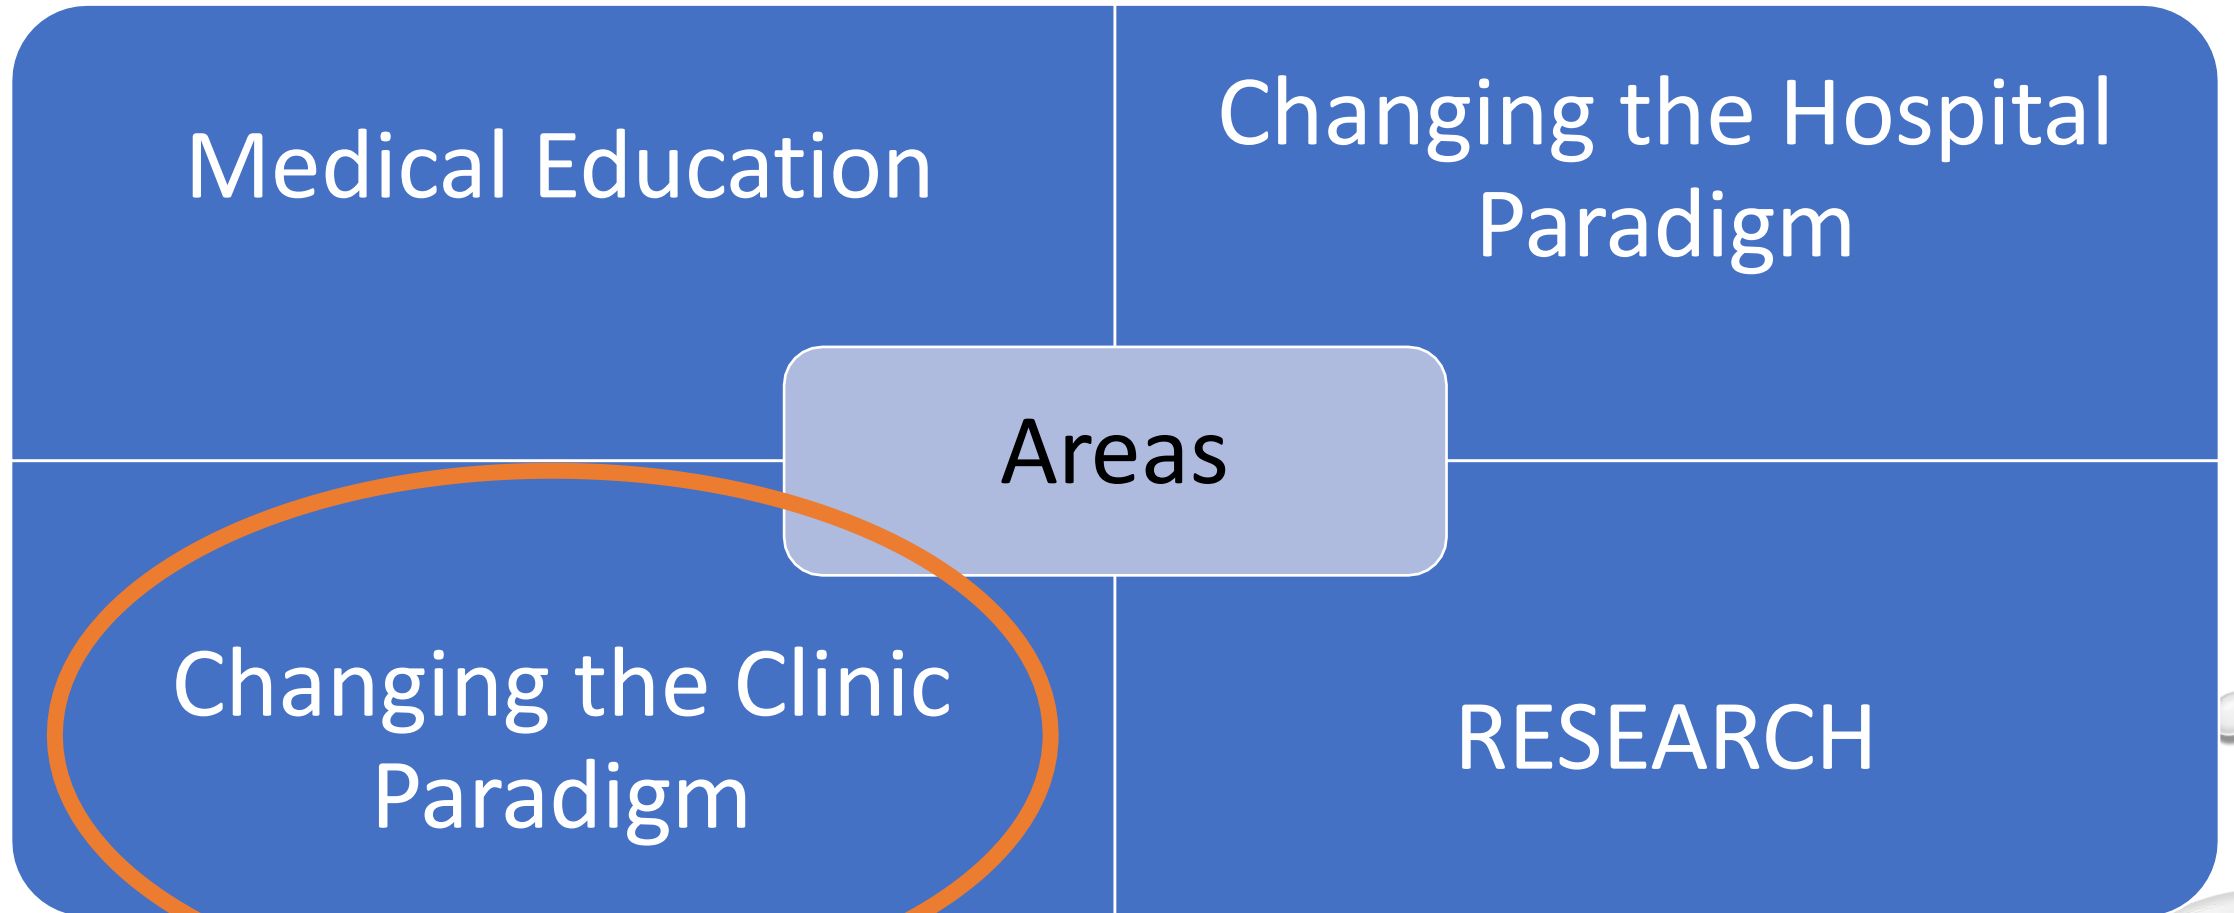 Medical Education
Changing the Hospital
Paradigm
Areas
Changing the Clinic
Paradigm
RESEARCH